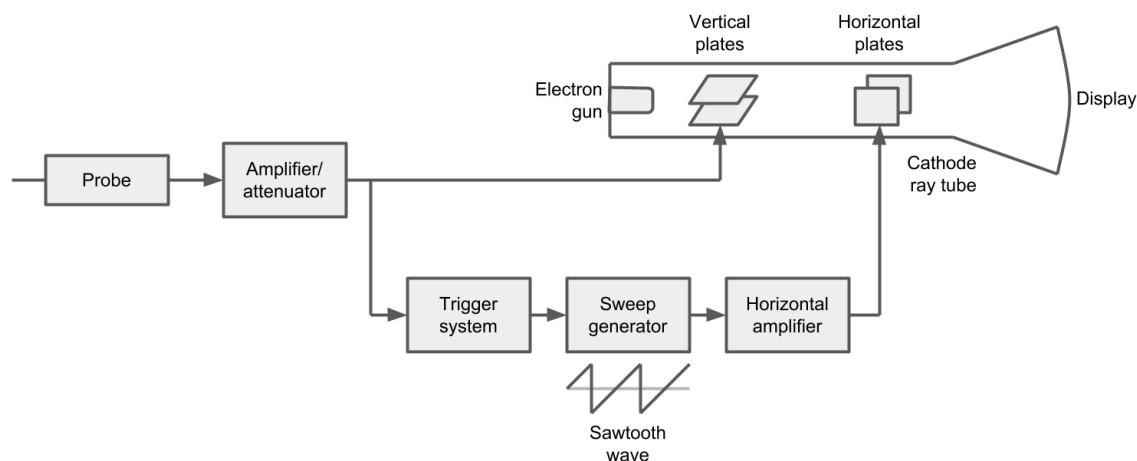 Vertical
plates
Horizontal
plates
Electron
gun
Display
Cathode
ray tube
Probe
Amplifier/
attenuator
Trigger
system
Sweep
generator
Horizontal
amplifier
Sawtooth
wave